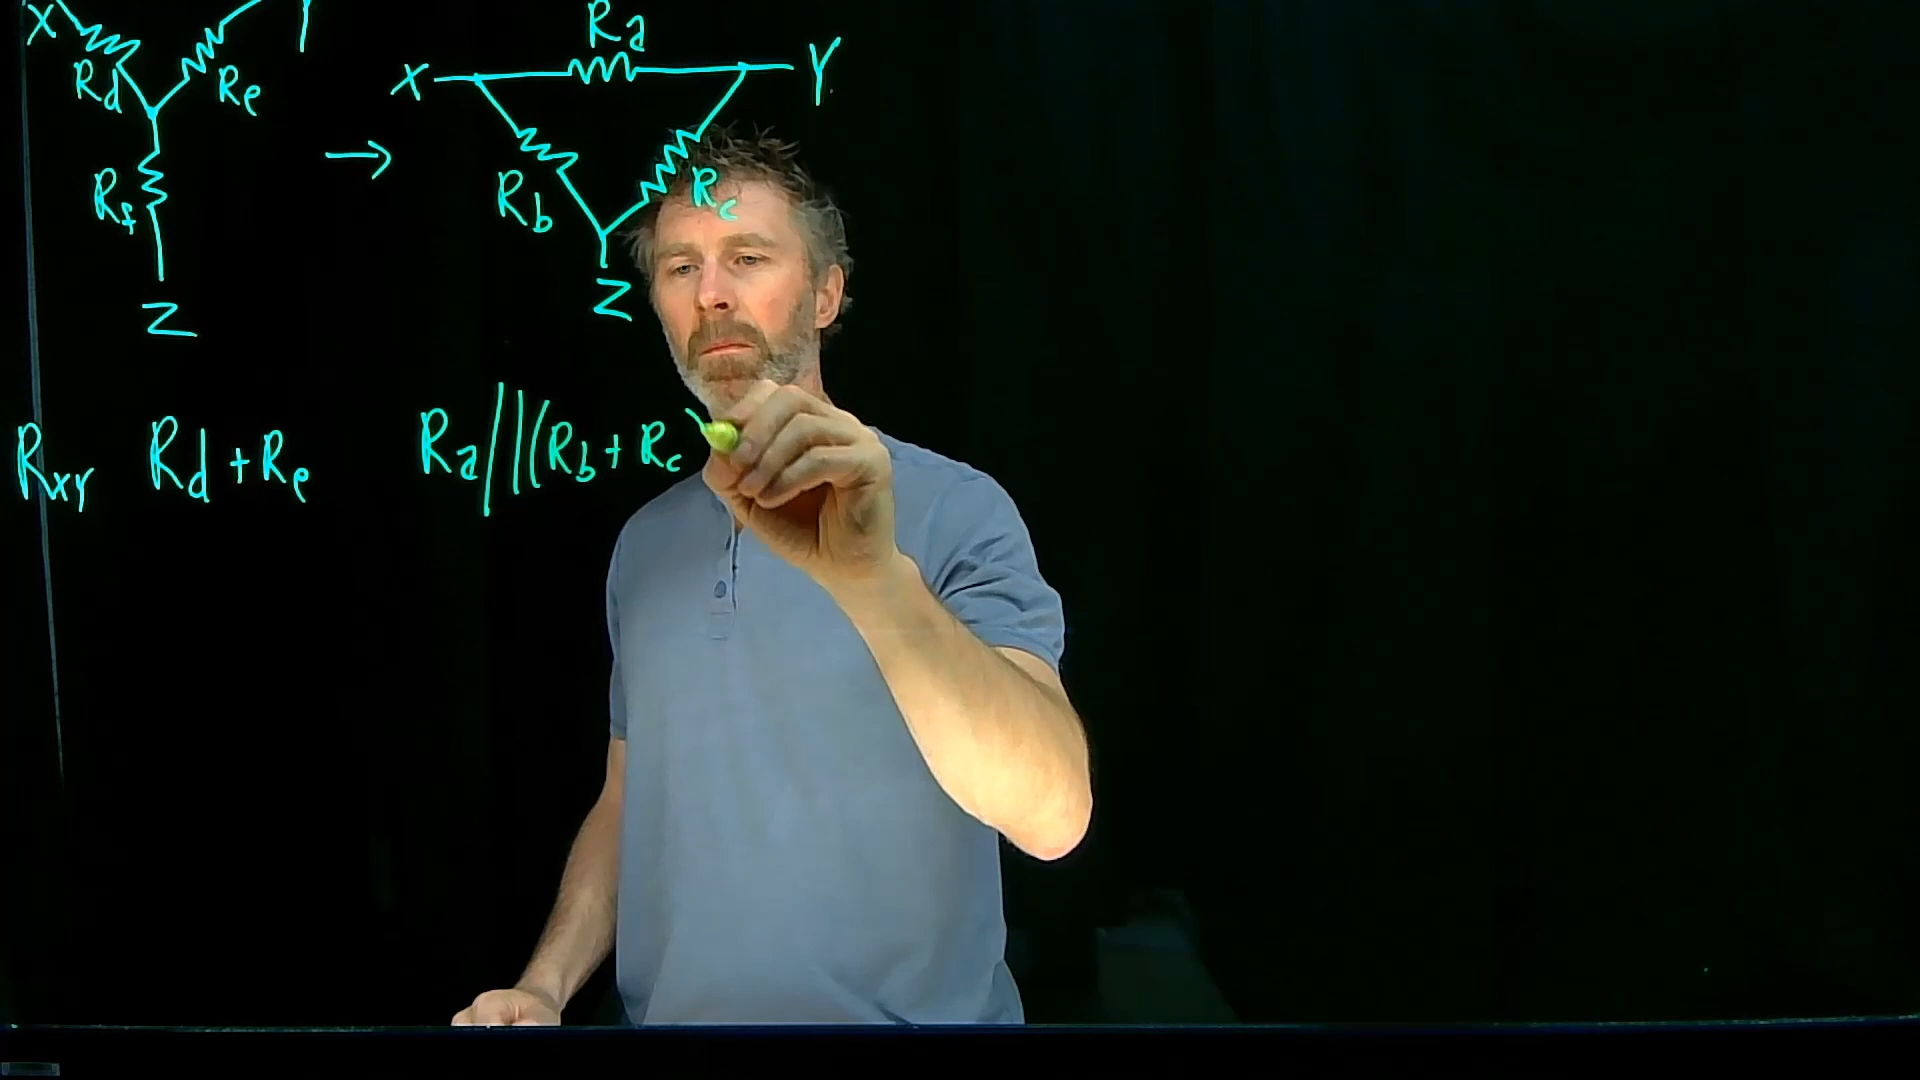 X Y
Rd Re
Rf
Z
→
Ra
X Y
Rb Rc
Z
Rxy Rd + Re Ra || (Rb + Rc )